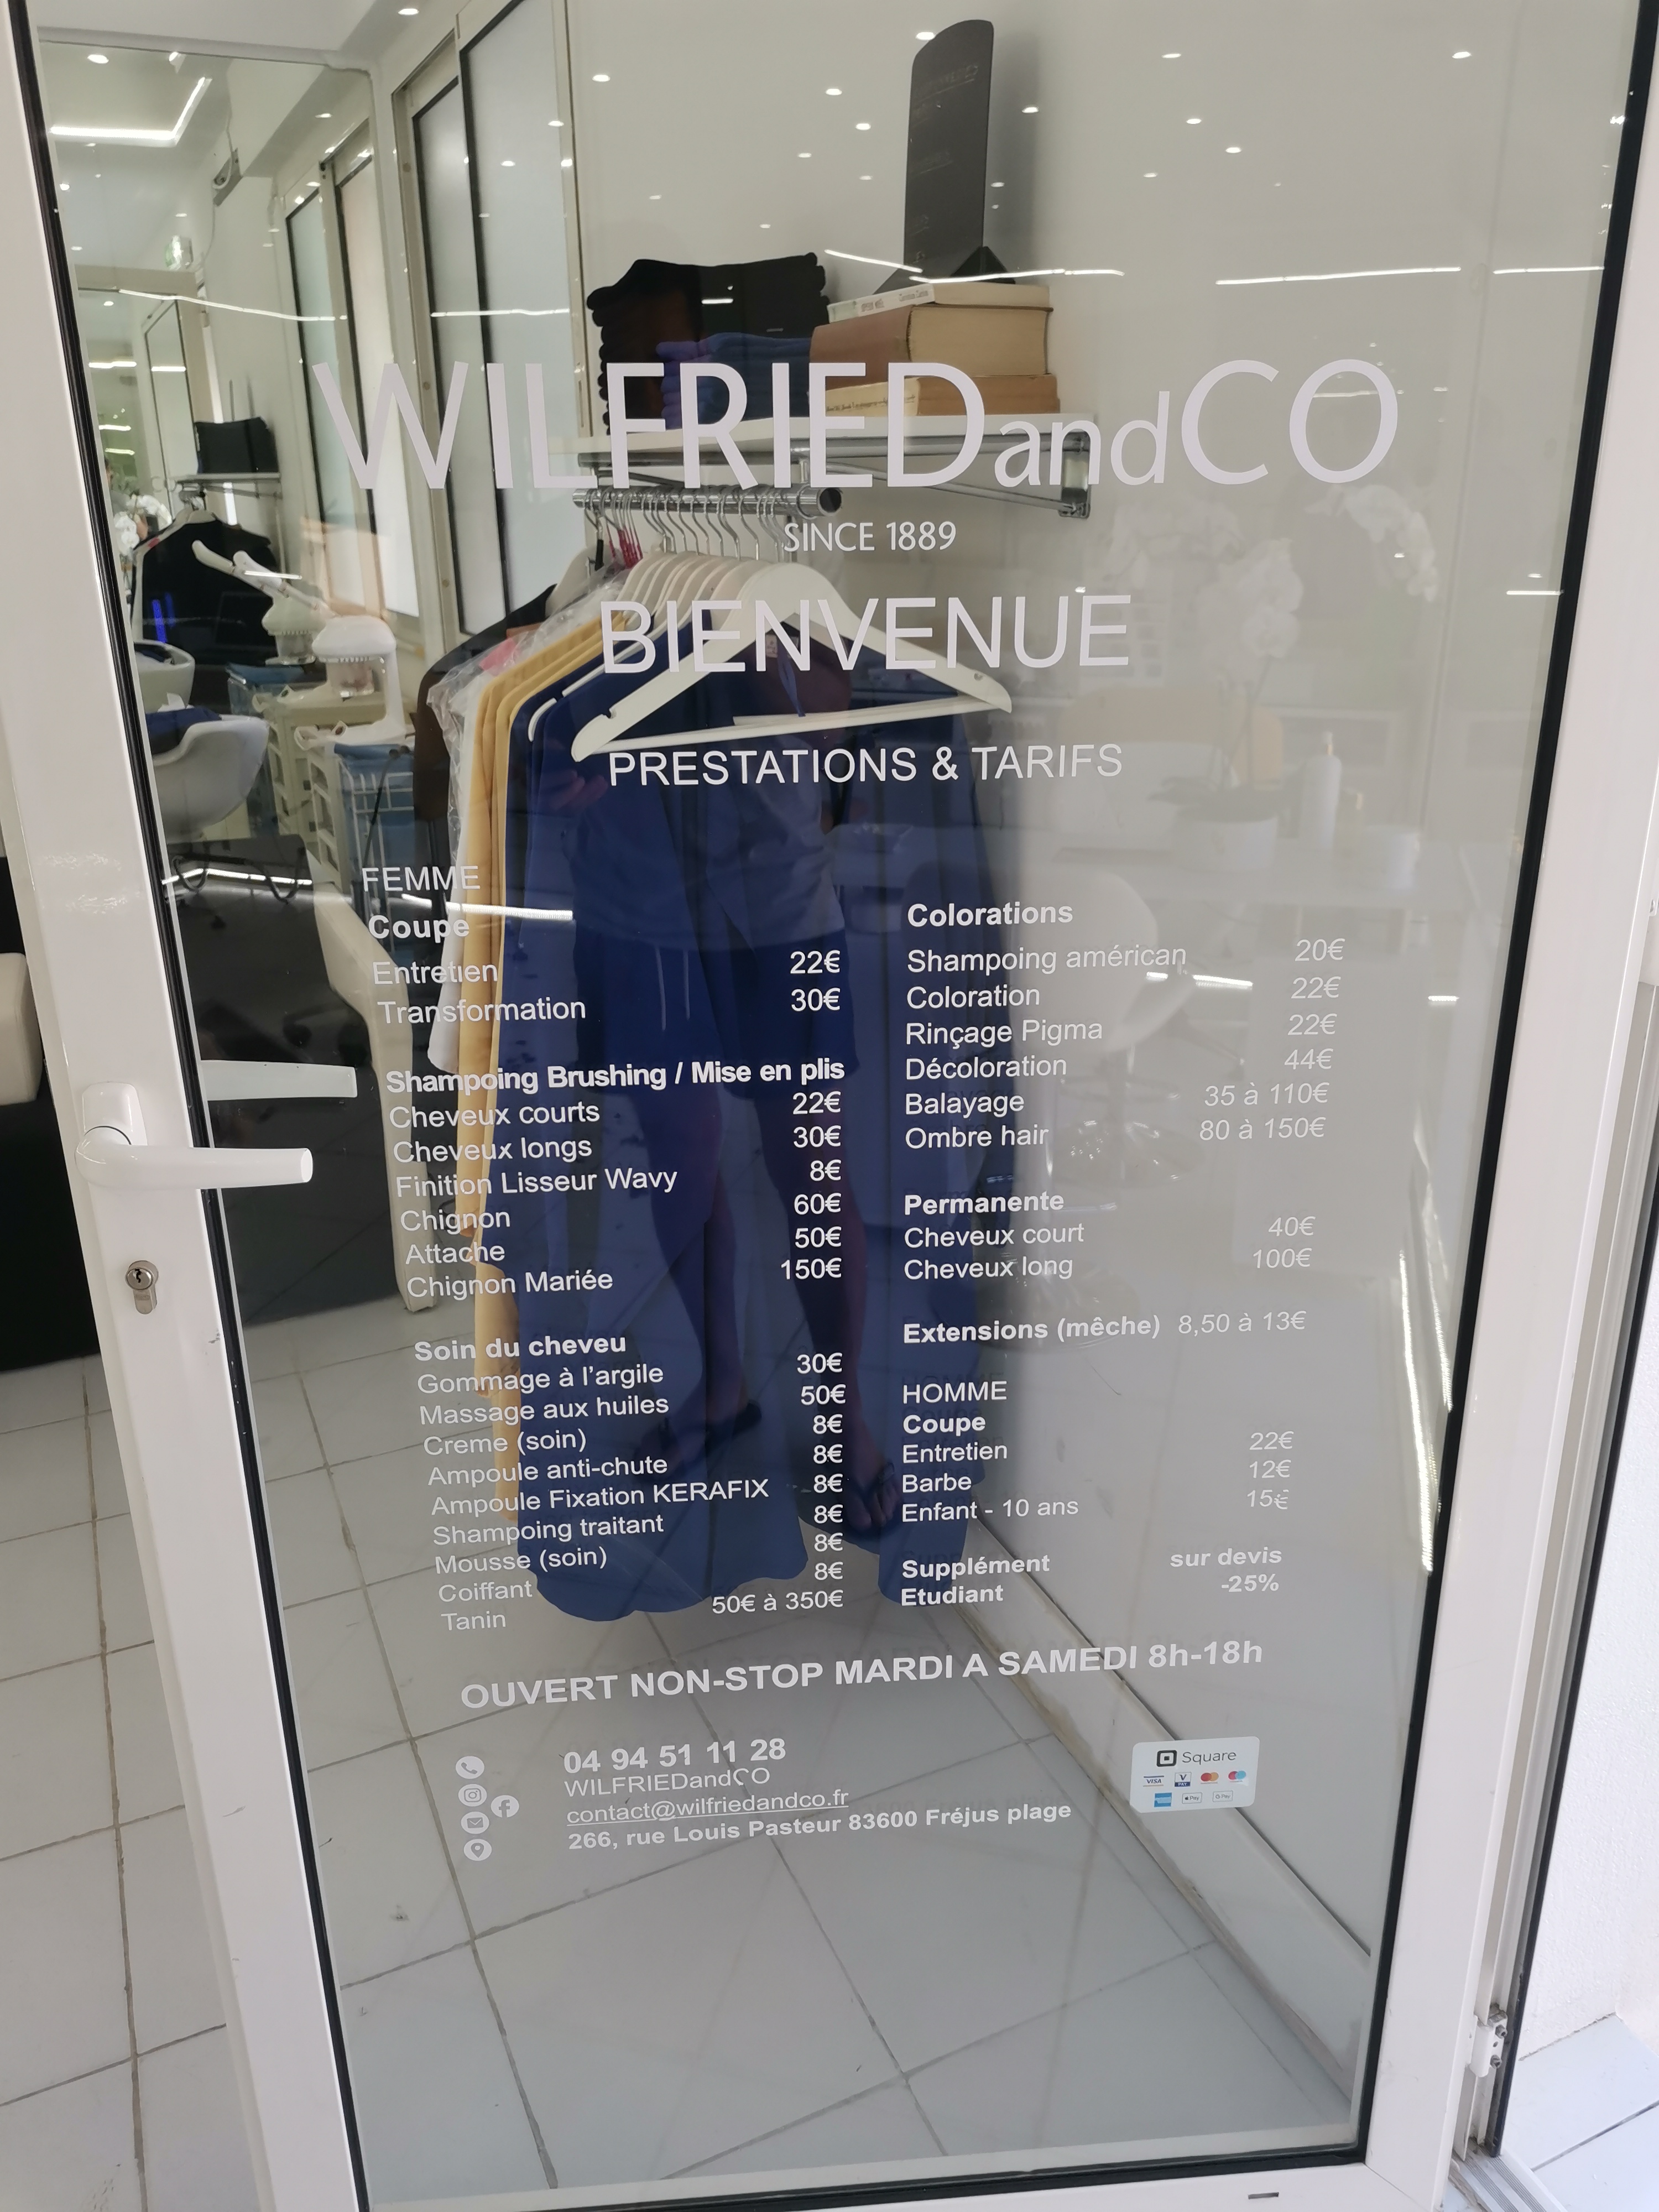 WILFRIEDandCO
SINCE 1889
BIENVENUE
PRESTATIONS & TARIFS
FEMME
Coupe
Entretien 22€
Transformation 30€
Shampoing Brushing / Mise en plis
Cheveux courts 22€
Cheveux longs 30€
Finition Lisseur Wavy 8€
Chignon 60€
Attache 50€
Chignon Mariée 150€
Soin du cheveu
Gommage à l'argile 30€
Massage aux huiles 50€
Creme (soin) 8€
Ampoule anti-chute 8€
Ampoule Fixation KERAFIX 8€
Shampoing traitant 8€
Mousse (soin) 8€
Coiffant 8€
Tanin 50€ à 350€
Colorations
Shampoing américan 20€
Coloration 22€
Rinçage Pigma 22€
Décoloration 44€
Balayage 35 à 110€
Ombre hair 80 à 150€
Permanente
Cheveux court 40€
Cheveux long 100€
Extensions (mêche) 8,50 à 13€
HOMME
Coupe
Entretien 22€
Barbe 12€
Enfant - 10 ans 15€
Supplément sur devis
Etudiant -25%
OUVERT NON-STOP MARDI A SAMEDI 8h-18h
04 94 51 11 28
WILFRIEDandCO
contact@wilfriedandco.fr
266, rue Louis Pasteur 83600 Fréjus plage
Square
VISA V PAY
Pay G Pay